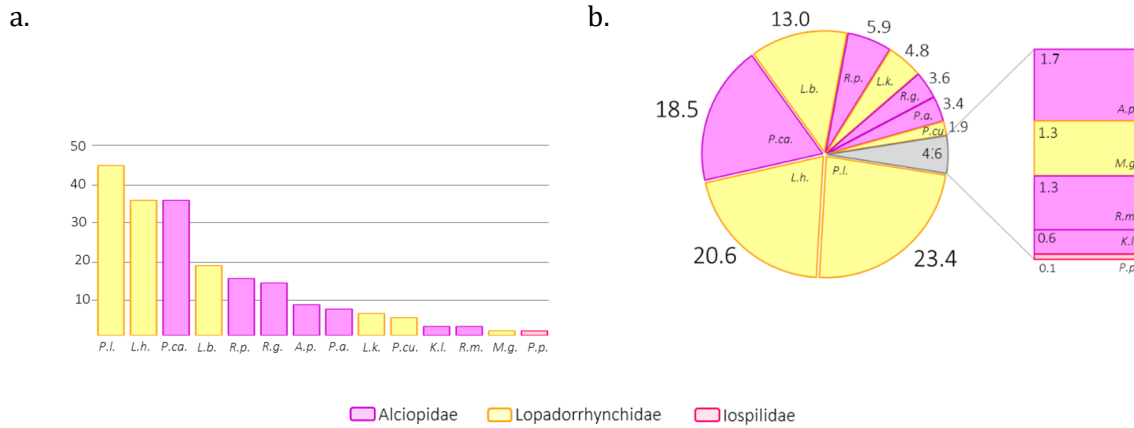 a.
50
40
30
20
10
P.l. L.h. P.ca. L.b. R.p. R.g. A.p. P.a. L.k. P.cu. K.l. R.m. M.g. P.p.
b.
13.0
5.9
4.8
3.6
3.4
1.9
4.6
23.4
20.6
18.5
L.b.
R.p.
L.k.
R.g.
P.a.
P.cu
P.ca.
L.h.
P.l.
1.7
A.p
1.3
M.g
1.3
R.m
0.6
K.l
0.1
P.p
Alciopidae Lopadorrhynchidae Iospilidae